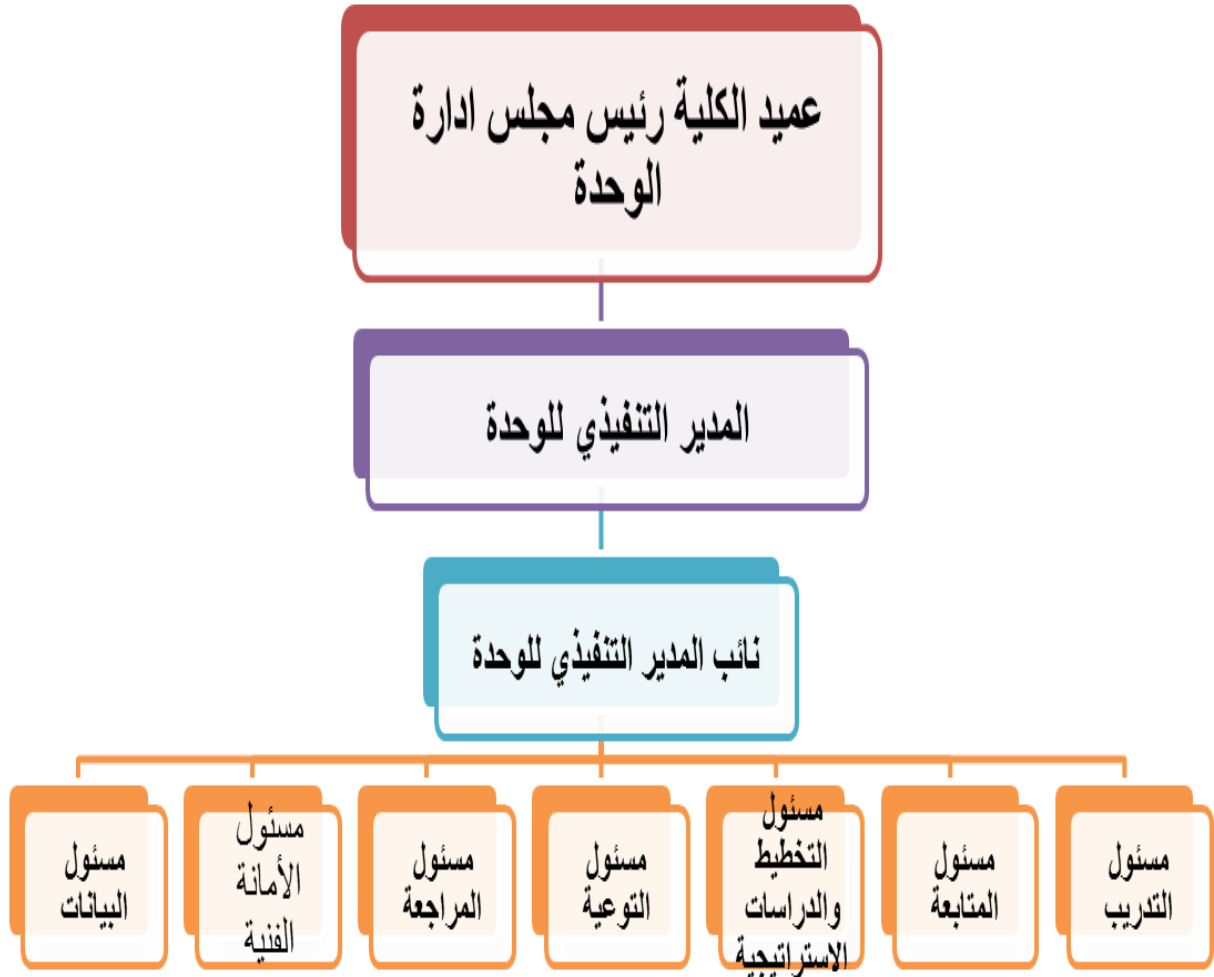 عميد الكلية رئيس مجلس ادارة
الوحدة
المدير التنفيذي للوحدة
نائب المدير التنفيذي للوحدة
مسئول
التدريب
مسئول
المتابعة
مسئول
التخطيط
والدراسات
الاستراتيجية
مسئول
التوعية
مسئول
المراجعة
مسئول
الأمانة
الفنية
مسئول
البيانات